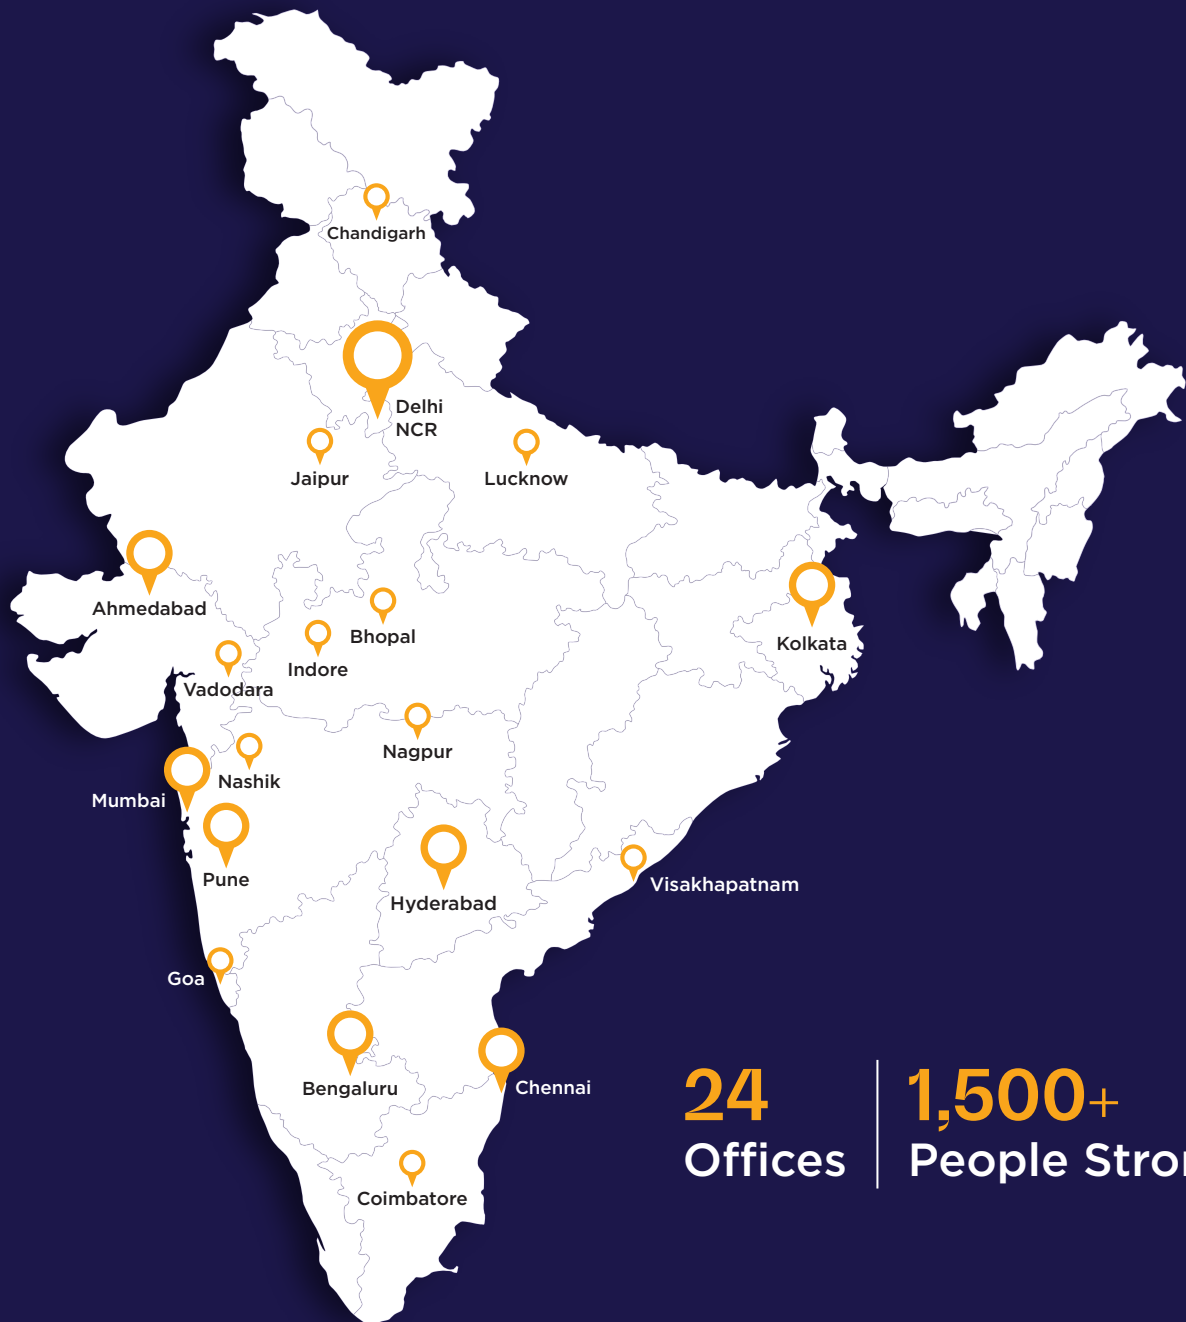 Chandigarh
Delhi
NCR
Jaipur
Lucknow
Ahmedabad
Bhopal
Kolkata
Indore
Vadodara
Nagpur
Nashik
Mumbai
Pune
Visakhapatnam
Hyderabad
Goa
Bengaluru
Chennai
24
Offices
1,500+
People
Coimbatore